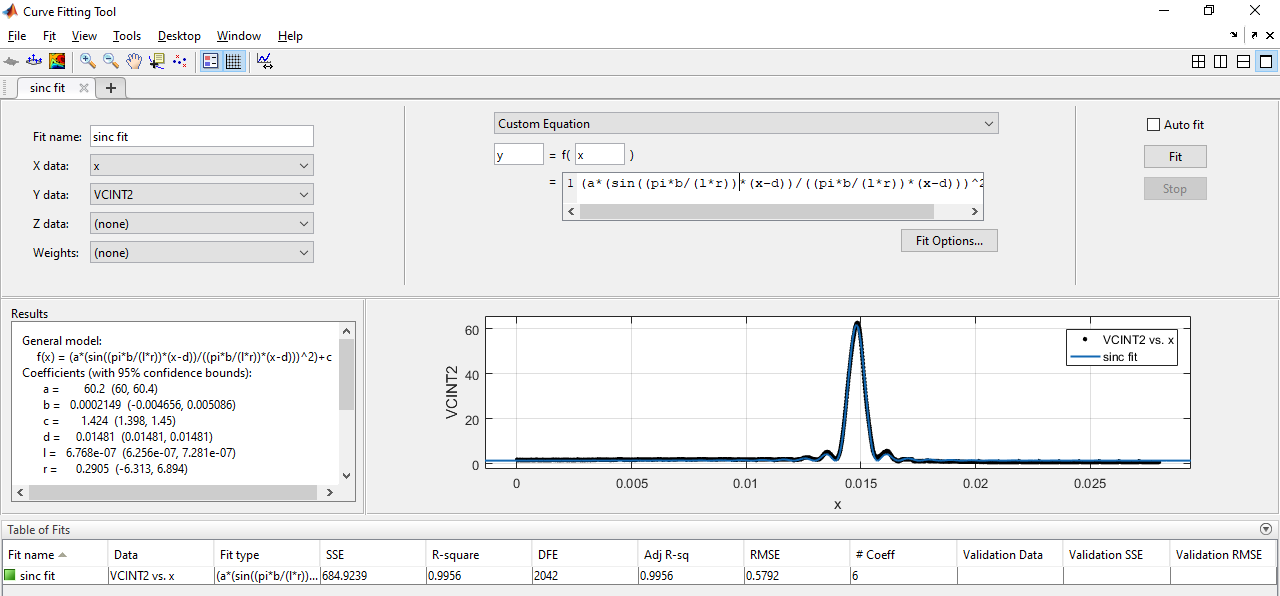 Curve Fitting Tool
File Fit View Tools Desktop Window Help
sinc fit
Fit name: sinc fit
X data: x
Y data: VCINT2
Z data: (none)
Weights: (none)
Custom Equation
y = f( x )
= 1 (a*(sin((pi*b/(l*r))*(x-d))/((pi*b/(l*r))*(x-d)))^2
Fit Options...
Auto fit
Fit
Stop
Results
General model:
f(x) = (a*(sin((pi*b/(l*r))*(x-d))/((pi*b/(l*r))*(x-d)))^2)+c
Coefficients (with 95% confidence bounds):
a = 60.2 (60, 60.4)
b = 0.0002149 (-0.004656, 0.005086)
c = 1.424 (1.398, 1.45)
d = 0.01481 (0.01481, 0.01481)
l = 6.768e-07 (6.256e-07, 7.281e-07)
r = 0.2905 (-6.313, 6.894)
VCINT2
60
40
20
0
0 0.005 0.01 0.015 0.02 0.025
x
VCINT2 vs. x
sinc fit
Table of Fits
Fit name Data Fit type SSE R-square DFE Adj R-sq RMSE # Coeff Validation Data Validation SSE Validation RMSE
sinc fit VCINT2 vs. x (a*(sin((pi*b/(l*r))... 684.9239 0.9956 2042 0.9956 0.5792 6